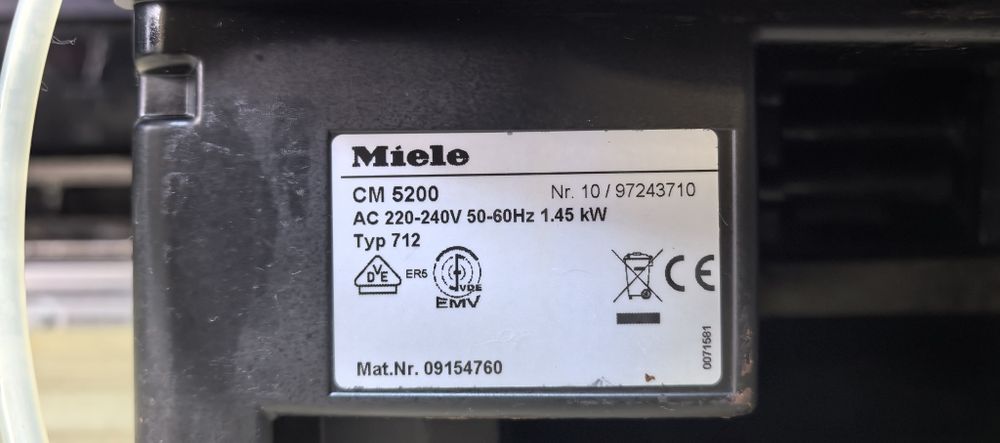 Miele
CM 5200 Nr. 10 / 97243710
AC 220-240V 50-60Hz 1.45 kW
Typ 712
DVE ER5 VDE CE
EMV
0071581
Mat.Nr. 09154760